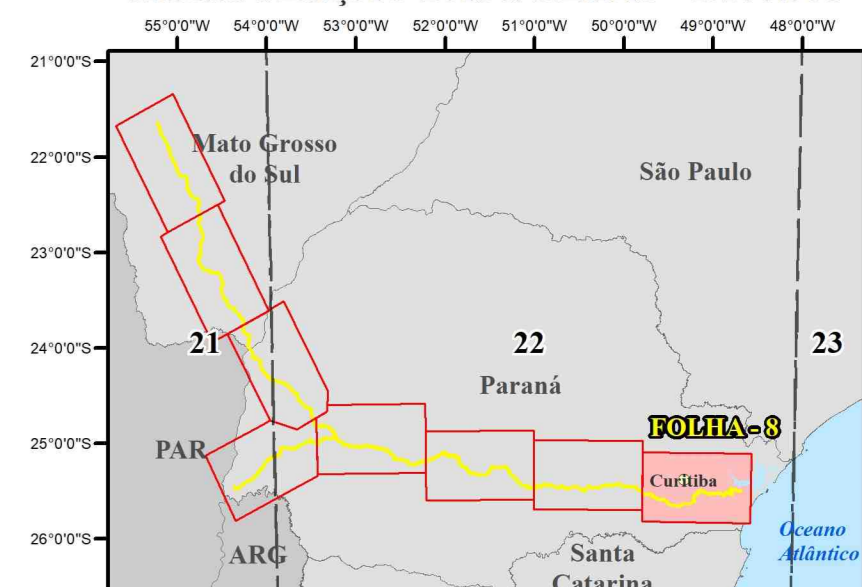 55°0'0"W 54°0'0"W 53°0'0"W 52°0'0"W 51°0'0"W 50°0'0"W 49°0'0"W 48°0'0"W
21°0'0"S
Mato Grosso
do Sul
São Paulo
22°0'0"S
23°0'0"S
21
22
23
24°0'0"S
Paraná
FOLHA - 8
25°0'0"S
PAR
Curitiba
Oceano
Atlântico
26°0'0"S
ARG
Santa
Catarina